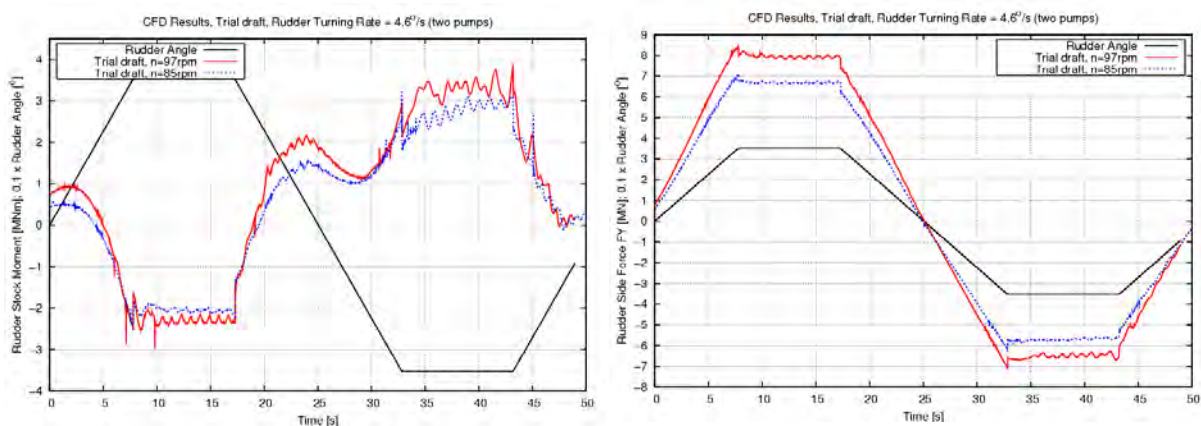 CFD Results, Trial draft, Rudder Turning Rate = 4.6°/s (two pumps)
Rudder Stock Moment [MNm]; 0.1 x Rudder Angle [°]
4
3
2
1
0
−1
−2
−3
−4
Rudder Angle
Trial draft, n=97rpm
Trial draft, n=85rpm
0 5 10 15 20 25 30 35 40 45 50
Time [s]
CFD Results, Trial draft, Rudder Turning Rate = 4.6°/s (two pumps)
Rudder Side Force FY [MN]; 0.1 x Rudder Angle [°]
9
8
7
6
5
4
3
2
1
0
−1
−2
−3
−4
−5
−6
−7
−8
Rudder Angle
Trial draft, n=97rpm
Trial draft, n=85rpm
0 5 10 15 20 25 30 35 40 45 50
Time [s]